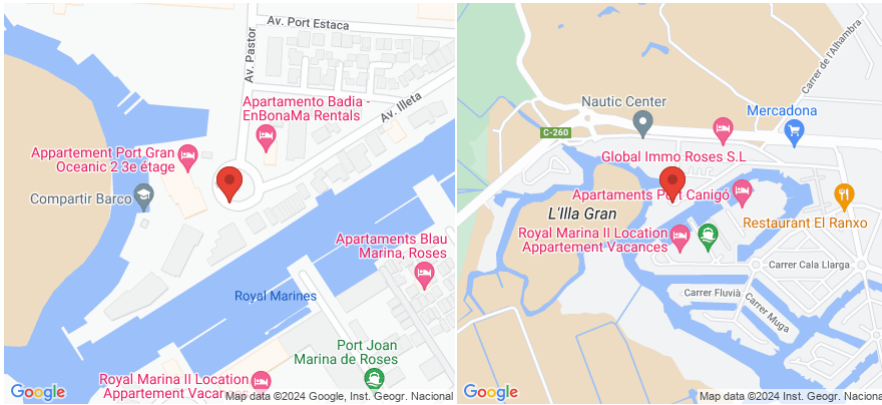 Av. Port Estaca
Av. Pastor
Apartamento Badia -
EnBonaMa Rentals
Av. Illeta
Appartement Port Gran
Oceanic 2 3e étage
Compartir Barco
Apartaments Blau
Marina, Roses
Royal Marines
Port Joan
Marina de Roses
Royal Marina II Location
Appartement Vacances
Google
Map data ©2024 Google, Inst. Geogr. Nacional
Carrer de l'Alhambra
Nautic Center
Mercadona
C-260
Global Immo Roses S.L
Apartaments Port Canigó
L'Illa Gran
Restaurant El Ranxo
Royal Marina II Location
Appartement Vacances
Carrer Cala Llarga
Carrer Fluvià
Carrer Muga
Google
Map data ©2024 Inst. Geogr. Nacional